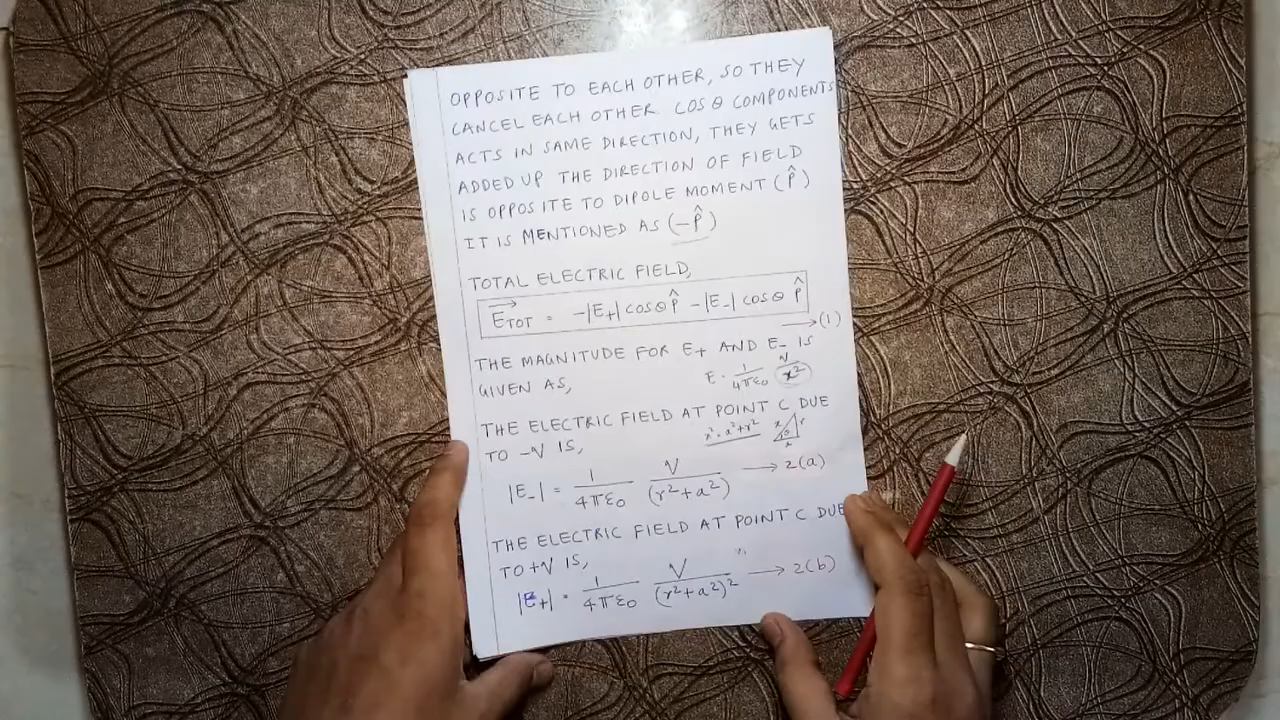 OPPOSITE TO EACH OTHER, SO THEY
CANCEL EACH OTHER COS θ COMPONENTS
ACTS IN SAME DIRECTION, THEY GETS
ADDED UP THE DIRECTION OF FIELD
IS OPPOSITE TO DIPOLE MOMENT (P̂)
IT IS MENTIONED AS (-P̂)
TOTAL ELECTRIC FIELD,
E⃗TOT = -|E+| cosθ P̂ - |E-| cosθ P̂
→(1)
THE MAGNITUDE FOR E+ AND E- IS
GIVEN AS,
E = 1/4πε0 V/x²
THE ELECTRIC FIELD AT POINT C DUE
x² = a²+r²
TO -V IS,
|E-| = 1/4πε0 V/(r²+a²) → 2(a)
THE ELECTRIC FIELD AT POINT C DUE
TO +V IS,
|E+| = 1/4πε0 V/(r²+a²)² → 2(b)